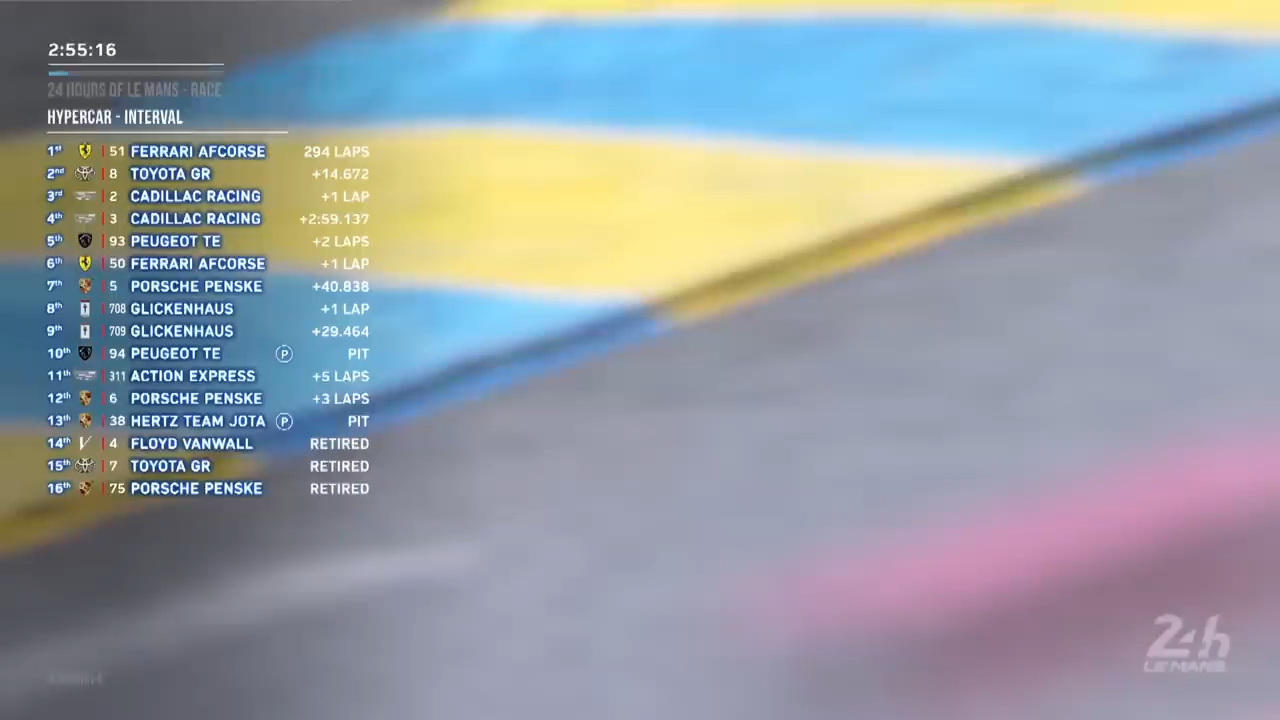 2:55:16
24 HOURS OF LE MANS - RACE
HYPERCAR - INTERVAL
1st 51 FERRARI AFCORSE 294 LAPS
2nd 8 TOYOTA GR +14.672
3rd 2 CADILLAC RACING +1 LAP
4th 3 CADILLAC RACING +2:59.137
5th 93 PEUGEOT TE +2 LAPS
6th 50 FERRARI AFCORSE +1 LAP
7th 5 PORSCHE PENSKE +40.838
8th 708 GLICKENHAUS +1 LAP
9th 709 GLICKENHAUS +29.464
10th 94 PEUGEOT TE P PIT
11th 311 ACTION EXPRESS +5 LAPS
12th 6 PORSCHE PENSKE +3 LAPS
13th 38 HERTZ TEAM JOTA P PIT
14th 4 FLOYD VANWALL RETIRED
15th 7 TOYOTA GR RETIRED
16th 75 PORSCHE PENSKE RETIRED
24h
LE MANS